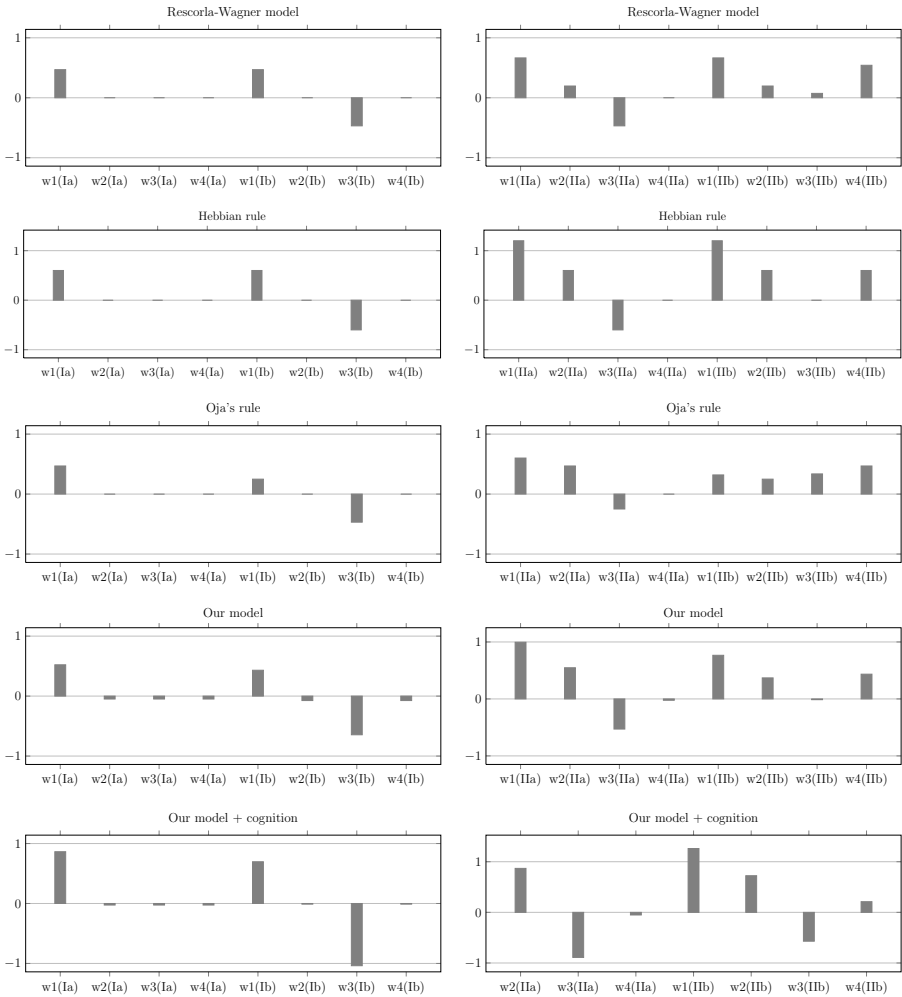 Rescorla-Wagner model
1
0
−1
w1(Ia) w2(Ia) w3(Ia) w4(Ia) w1(Ib) w2(Ib) w3(Ib) w4(Ib)
Rescorla-Wagner model
1
0
−1
w1(IIa) w2(IIa) w3(IIa) w4(IIa) w1(IIb) w2(IIb) w3(IIb) w4(IIb)
Hebbian rule
1
0
−1
w1(Ia) w2(Ia) w3(Ia) w4(Ia) w1(Ib) w2(Ib) w3(Ib) w4(Ib)
Hebbian rule
1
0
−1
w1(IIa) w2(IIa) w3(IIa) w4(IIa) w1(IIb) w2(IIb) w3(IIb) w4(IIb)
Oja's rule
1
0
−1
w1(Ia) w2(Ia) w3(Ia) w4(Ia) w1(Ib) w2(Ib) w3(Ib) w4(Ib)
Oja's rule
1
0
−1
w1(IIa) w2(IIa) w3(IIa) w4(IIa) w1(IIb) w2(IIb) w3(IIb) w4(IIb)
Our model
1
0
−1
w1(Ia) w2(Ia) w3(Ia) w4(Ia) w1(Ib) w2(Ib) w3(Ib) w4(Ib)
Our model
1
0
−1
w1(IIa) w2(IIa) w3(IIa) w4(IIa) w1(IIb) w2(IIb) w3(IIb) w4(IIb)
Our model + cognition
1
0
−1
w1(Ia) w2(Ia) w3(Ia) w4(Ia) w1(Ib) w2(Ib) w3(Ib) w4(Ib)
Our model + cognition
1
0
−1
w2(IIa) w3(IIa) w4(IIa) w1(IIb) w2(IIb) w3(IIb) w4(IIb)